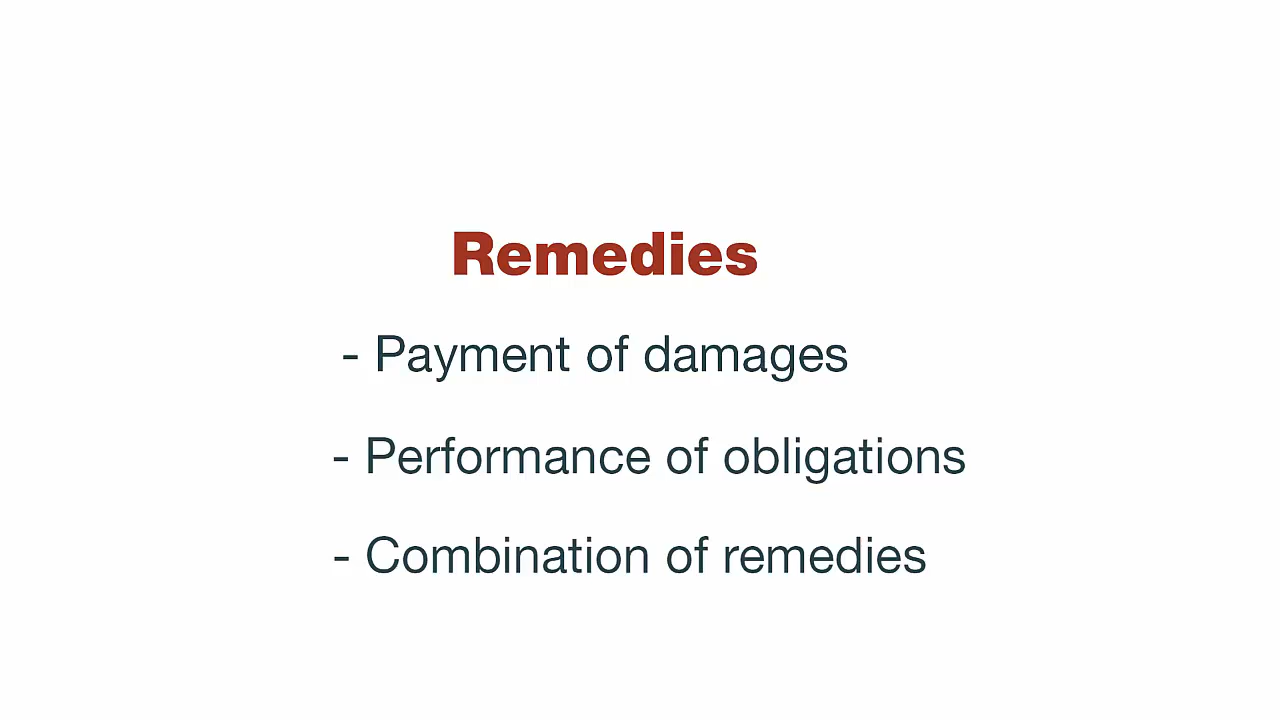 Remedies
- Payment of damages
- Performance of obligations
- Combination of remedies